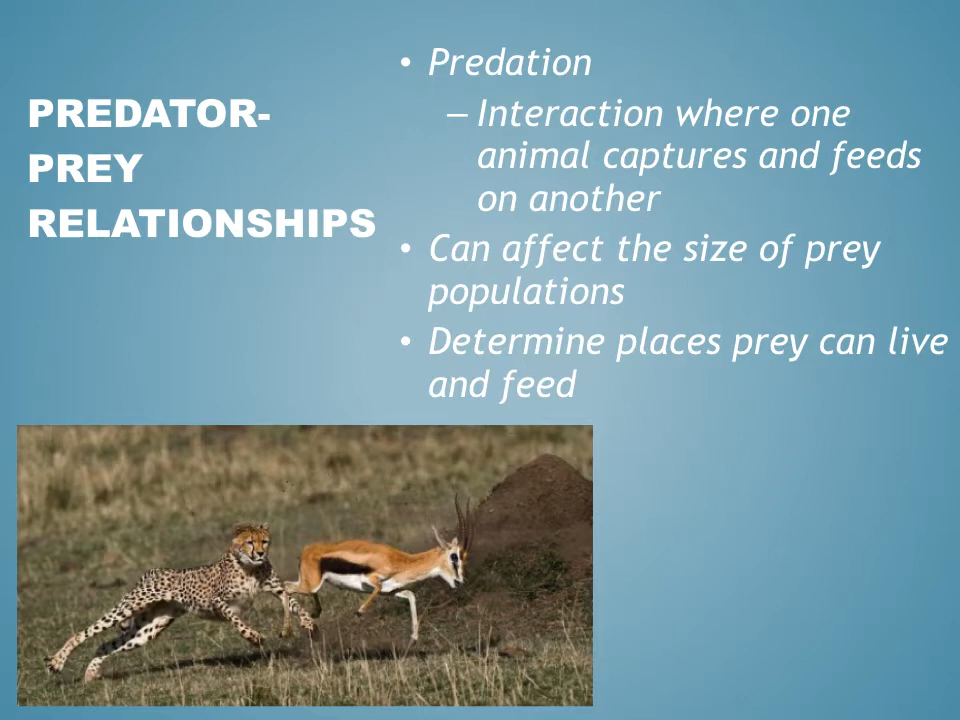 PREDATOR-
PREY
RELATIONSHIPS
• Predation
– Interaction where one
animal captures and feeds
on another
• Can affect the size of prey
populations
• Determine places prey can live
and feed